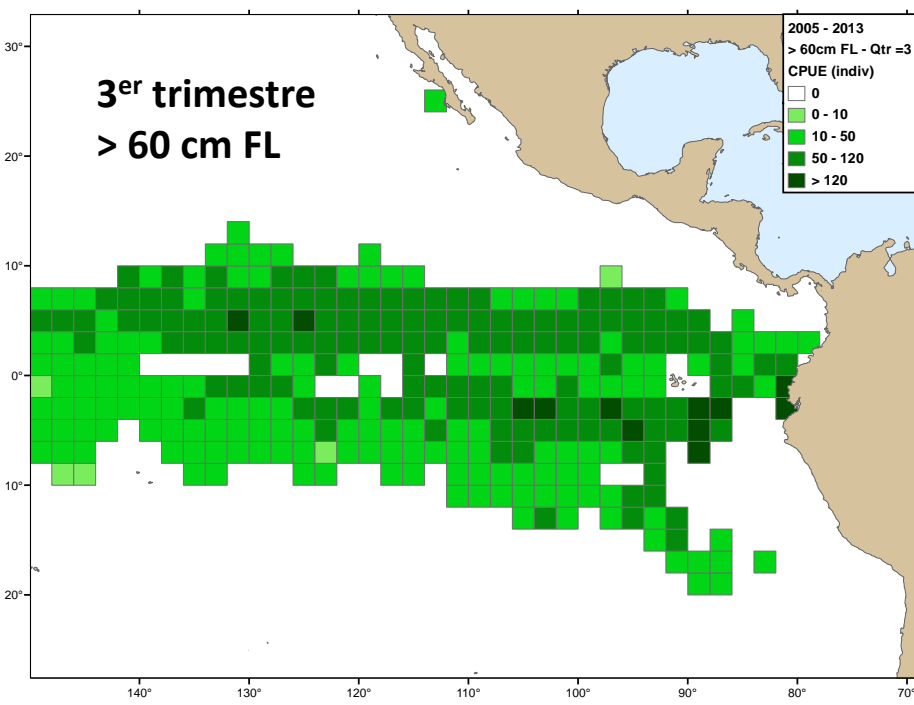 3er trimestre
> 60 cm FL
2005 - 2013
> 60cm FL - Qtr =3
CPUE (indiv)
0
0 - 10
10 - 50
50 - 120
> 120
30°
20°
10°
0°
10°
20°
140°
130°
120°
110°
100°
90°
80°
70°